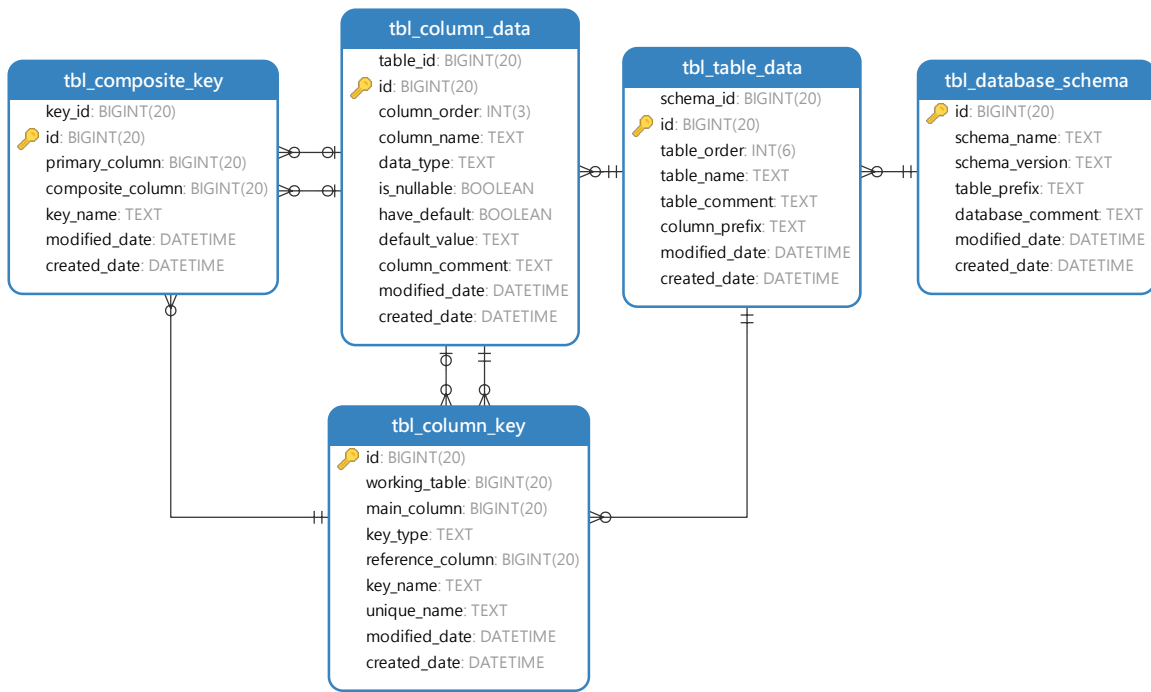 tbl_composite_key
key_id: BIGINT(20)
id: BIGINT(20)
primary_column: BIGINT(20)
composite_column: BIGINT(20)
key_name: TEXT
modified_date: DATETIME
created_date: DATETIME
tbl_column_data
table_id: BIGINT(20)
id: BIGINT(20)
column_order: INT(3)
column_name: TEXT
data_type: TEXT
is_nullable: BOOLEAN
have_default: BOOLEAN
default_value: TEXT
column_comment: TEXT
modified_date: DATETIME
created_date: DATETIME
tbl_table_data
schema_id: BIGINT(20)
id: BIGINT(20)
table_order: INT(6)
table_name: TEXT
table_comment: TEXT
column_prefix: TEXT
modified_date: DATETIME
created_date: DATETIME
tbl_database_schema
id: BIGINT(20)
schema_name: TEXT
schema_version: TEXT
table_prefix: TEXT
database_comment: TEXT
modified_date: DATETIME
created_date: DATETIME
tbl_column_key
id: BIGINT(20)
working_table: BIGINT(20)
main_column: BIGINT(20)
key_type: TEXT
reference_column: BIGINT(20)
key_name: TEXT
unique_name: TEXT
modified_date: DATETIME
created_date: DATETIME